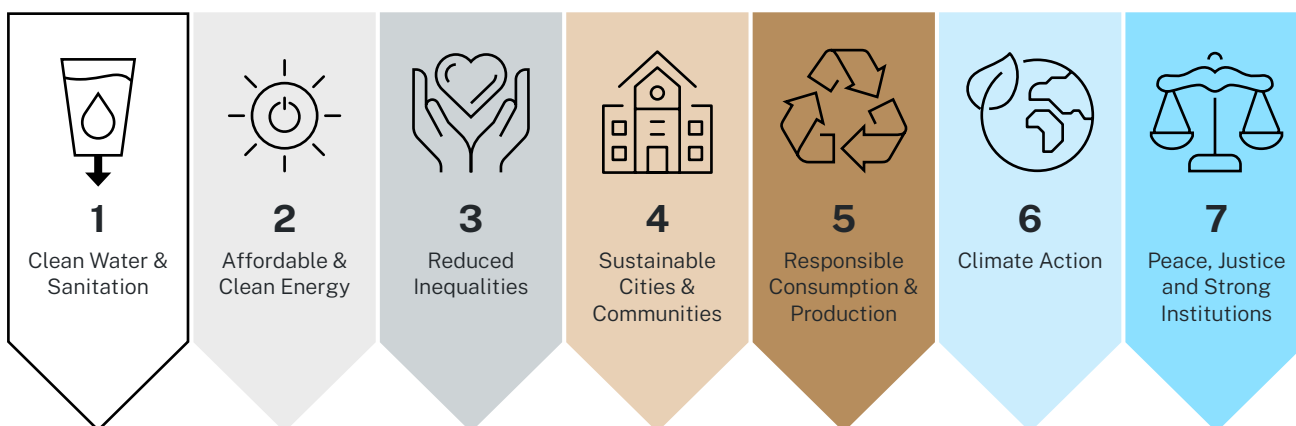 1
Clean Water &
Sanitation
2
Affordable &
Clean Energy
3
Reduced
Inequalities
4
Sustainable
Cities &
Communities
5
Responsible
Consumption &
Production
6
Climate Action
7
Peace, Justice
and Strong
Institutions